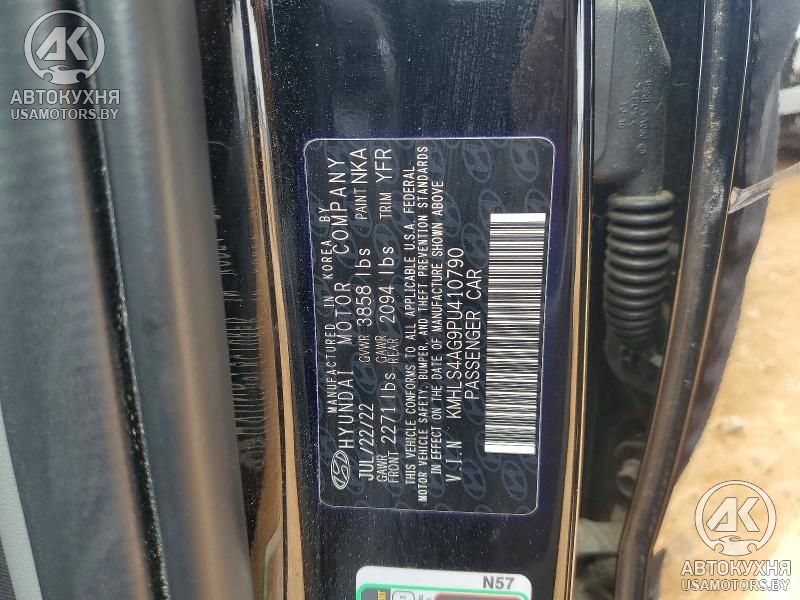 AK
АВТОКУХНЯ
USAMOTORS.BY
MANUFACTURED IN KOREA BY
HYUNDAI MOTOR COMPANY
JUL/22/22 GVWR 3858 lbs PAINT NKA
GAWR FRONT 2271 lbs GAWR REAR 2094 lbs TRIM YFR
THIS VEHICLE CONFORMS TO ALL APPLICABLE U.S.A. FEDERAL
MOTOR VEHICLE SAFETY, BUMPER, AND THEFT PREVENTION STANDARDS
IN EFFECT ON THE DATE OF MANUFACTURE SHOWN ABOVE
V.I.N KMHLS4AG9PU410790
PASSENGER CAR
N57
AK
АВТОКУХНЯ
USAMOTORS.BY